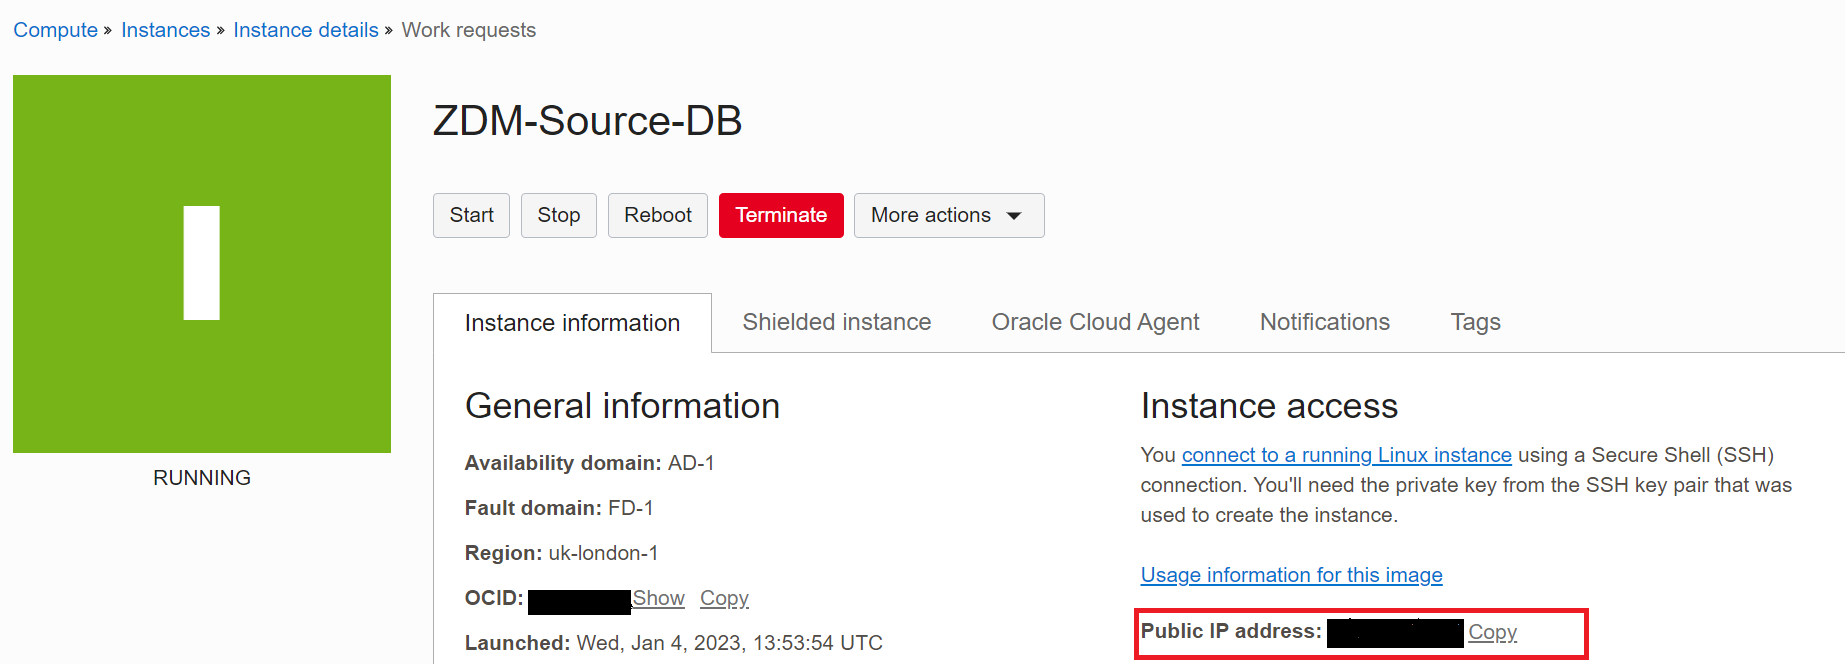 Compute » Instances » Instance details » Work requests
RUNNING
ZDM-Source-DB
Start Stop Reboot Terminate More actions
Instance information Shielded instance Oracle Cloud Agent Notifications Tags
General information
Availability domain: AD-1
Fault domain: FD-1
Region: uk-london-1
OCID: Show Copy
Launched: Wed, Jan 4, 2023, 13:53:54 UTC
Instance access
You connect to a running Linux instance using a Secure Shell (SSH)
connection. You'll need the private key from the SSH key pair that was
used to create the instance.
Usage information for this image
Public IP address: Copy